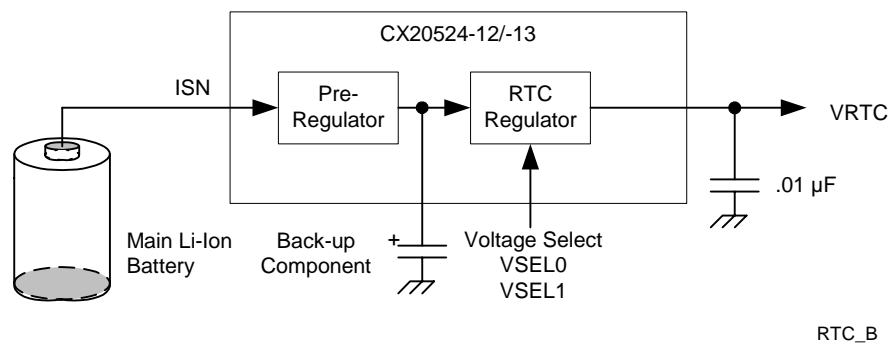 CX20524-12/-13
ISN
Pre-
Regulator
RTC
Regulator
VRTC
.01 µF
Main Li-Ion
Battery
Back-up
Component
+
Voltage Select
VSEL0
VSEL1
RTC_B